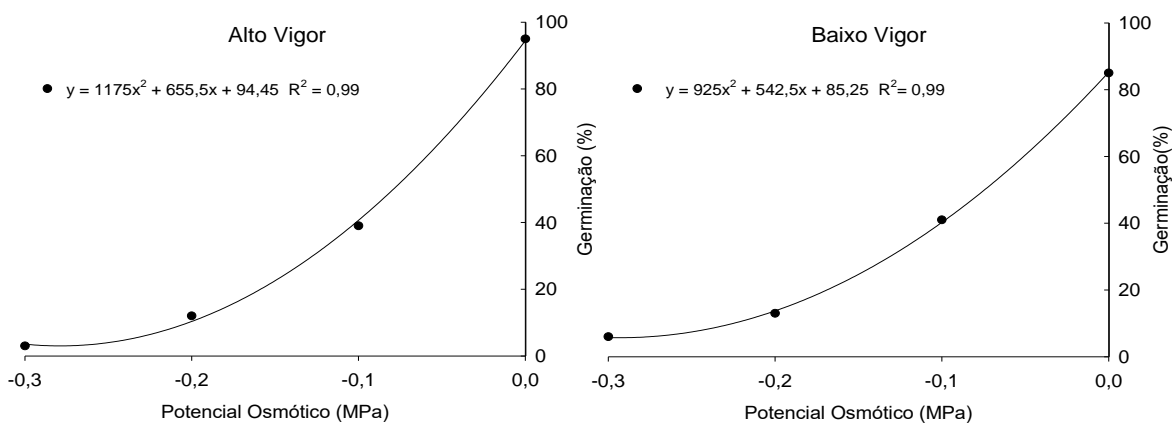 Alto Vigor
y = 1175x² + 655,5x + 94,45 R² = 0,99
100
80
60
40
20
0
Germinação (%)
-0,3 -0,2 -0,1 0,0
Potencial Osmótico (MPa)
Baixo Vigor
y = 925x² + 542,5x + 85,25 R²= 0,99
100
80
60
40
20
0
Germinação(%)
-0,3 -0,2 -0,1 0,0
Potencial Osmótico (MPa)